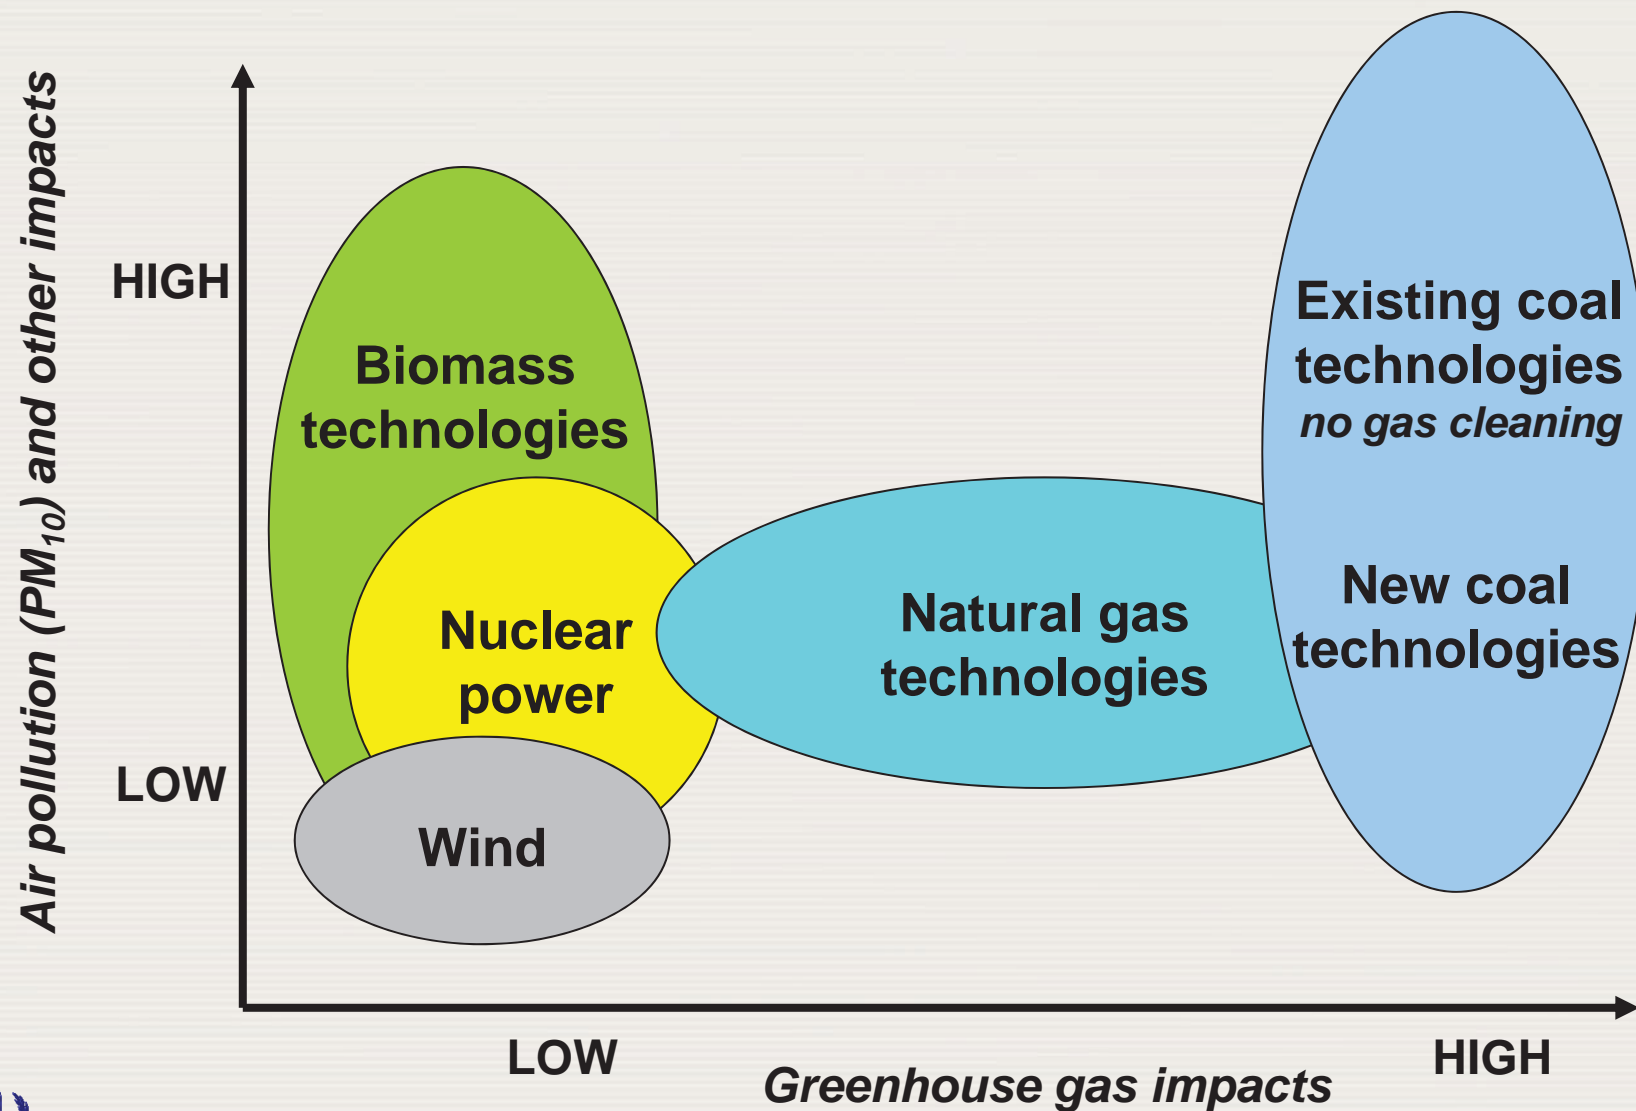 Air pollution (PM10) and other impacts
HIGH
LOW
Biomass
technologies
Nuclear
power
Wind
Natural gas
technologies
Existing coal
technologies
no gas cleaning
New coal
technologies
LOW
HIGH
Greenhouse gas impacts